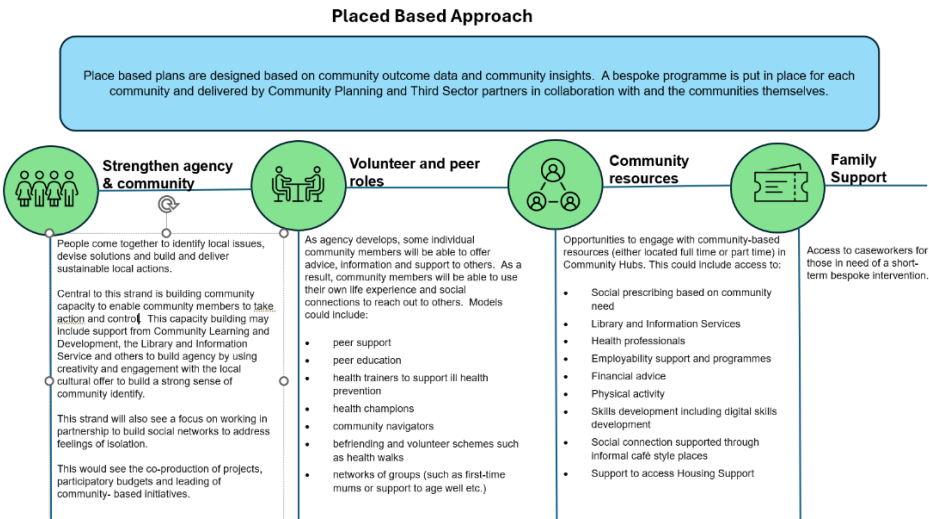 Placed Based Approach
Place based plans are designed based on community outcome data and community insights.  A bespoke programme is put in place for each
community and delivered by Community Planning and Third Sector partners in collaboration with and the communities themselves.
Strengthen agency
& community
People come together to identify local issues,
devise solutions and build and deliver
sustainable local actions.
Central to this strand is building community
capacity to enable community members to take
action and control.  This capacity building may
include support from Community Learning and
Development, the Library and Information
Service and others to build agency by using
creativity and engagement with the local
cultural offer to build a strong sense of
community identify.
This strand will also see a focus on working in
partnership to build social networks to address
feelings of isolation.
This would see the co-production of projects,
participatory budgets and leading of
community- based initiatives.
Volunteer and peer
roles
As agency develops, some individual
community members will be able to offer
advice, information and support to others.  As a
result, community members will be able to use
their own life experience and social
connections to reach out to others.  Models
could include:
• peer support
• peer education
• health trainers to support ill health
prevention
• health champions
• community navigators
• befriending and volunteer schemes such
as health walks
• networks of groups (such as first-time
mums or support to age well etc.)
Community
resources
Opportunities to engage with community-based
resources (either located full time or part time) in
Community Hubs. This could include access to:
• Social prescribing based on community
need
• Library and Information Services
• Health professionals
• Employability support and programmes
• Financial advice
• Physical activity
• Skills development including digital skills
development
• Social connection supported through
informal café style places
• Support to access Housing Support
Family
Support
Access to caseworkers for
those in need of a short-
term bespoke intervention.